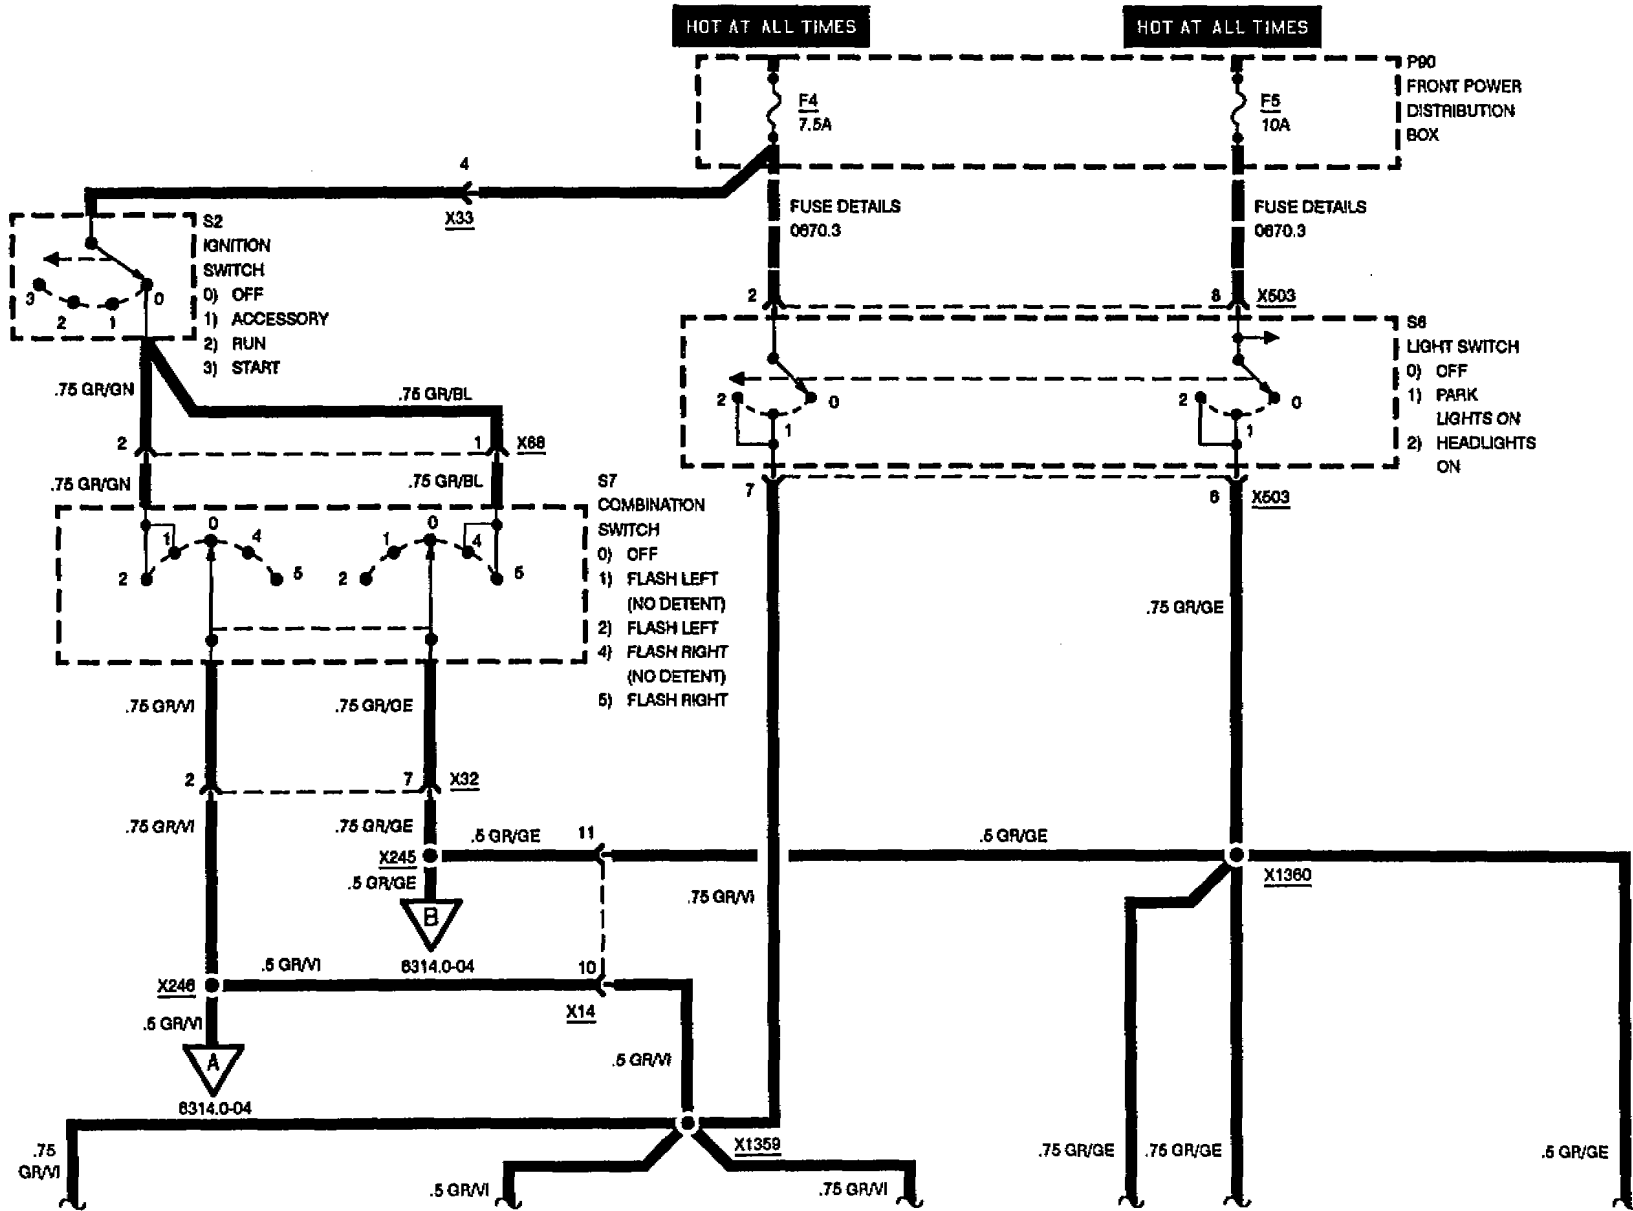 HOT AT ALL TIMES
HOT AT ALL TIMES
P90
FRONT POWER
DISTRIBUTION
BOX
F4
7.5A
F5
10A
4
X33
FUSE DETAILS
0670.3
FUSE DETAILS
0670.3
S2
IGNITION
SWITCH
0) OFF
1) ACCESSORY
2) RUN
3) START
3
2
1
0
2
8
X503
S6
LIGHT SWITCH
0) OFF
1) PARK
LIGHTS ON
2) HEADLIGHTS
ON
2
0
1
2
0
1
.75 GR/GN
.75 GR/BL
2
1
X68
.75 GR/GN
.75 GR/BL
7
6
X503
S7
COMBINATION
SWITCH
0) OFF
1) FLASH LEFT
(NO DETENT)
2) FLASH LEFT
4) FLASH RIGHT
(NO DETENT)
5) FLASH RIGHT
2
1
0
4
5
2
1
0
4
5
.75 GR/GE
.75 GR/VI
.75 GR/GE
2
7
X32
.75 GR/VI
.75 GR/GE
.5 GR/GE
11
.5 GR/GE
X245
X1360
.5 GR/GE
.75 GR/VI
B
6314.0-04
.5 GR/VI
10
X246
X14
.5 GR/VI
A
6314.0-04
.5 GR/VI
X1359
.75
GR/VI
.5 GR/VI
.75 GR/VI
.75 GR/GE
.75 GR/GE
.5 GR/GE